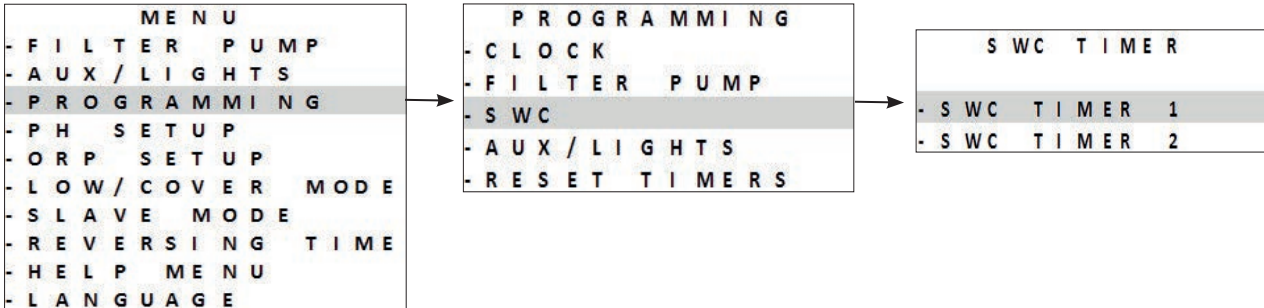 MENU
-FILTER PUMP
-AUX/LIGHTS
-PROGRAMMING
-PH SETUP
-ORP SETUP
-LOW/COVER MODE
-SLAVE MODE
-REVERSING TIME
-HELP MENU
-LANGUAGE
PROGRAMMING
-CLOCK
-FILTER PUMP
-SWC
-AUX/LIGHTS
-RESET TIMERS
SWC TIMER
-SWC TIMER 1
-SWC TIMER 2